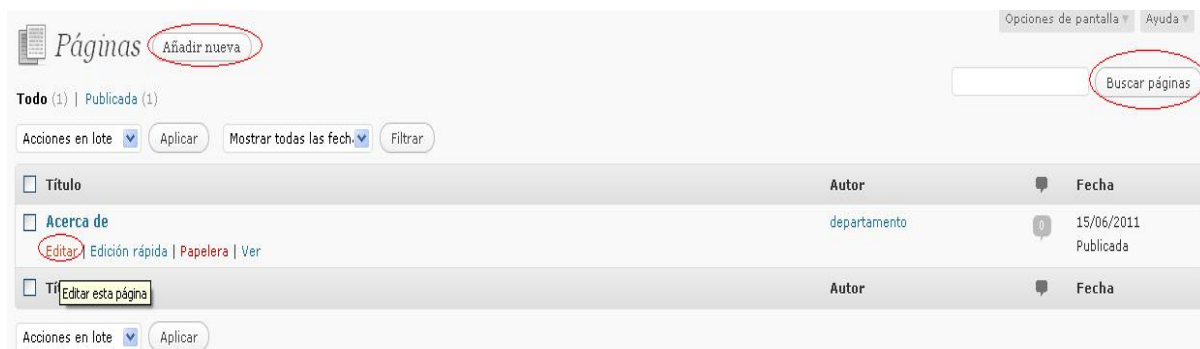 Opciones de pantalla Ayuda
Páginas Añadir nueva
Buscar páginas
Todo (1) | Publicada (1)
Acciones en lote Aplicar Mostrar todas las fech. Filtrar
Título Autor Fecha
Acerca de departamento 0 15/06/2011
Editar | Edición rápida | Papelera | Ver Publicada
Tí Autor Fecha
Editar esta página
Acciones en lote Aplicar